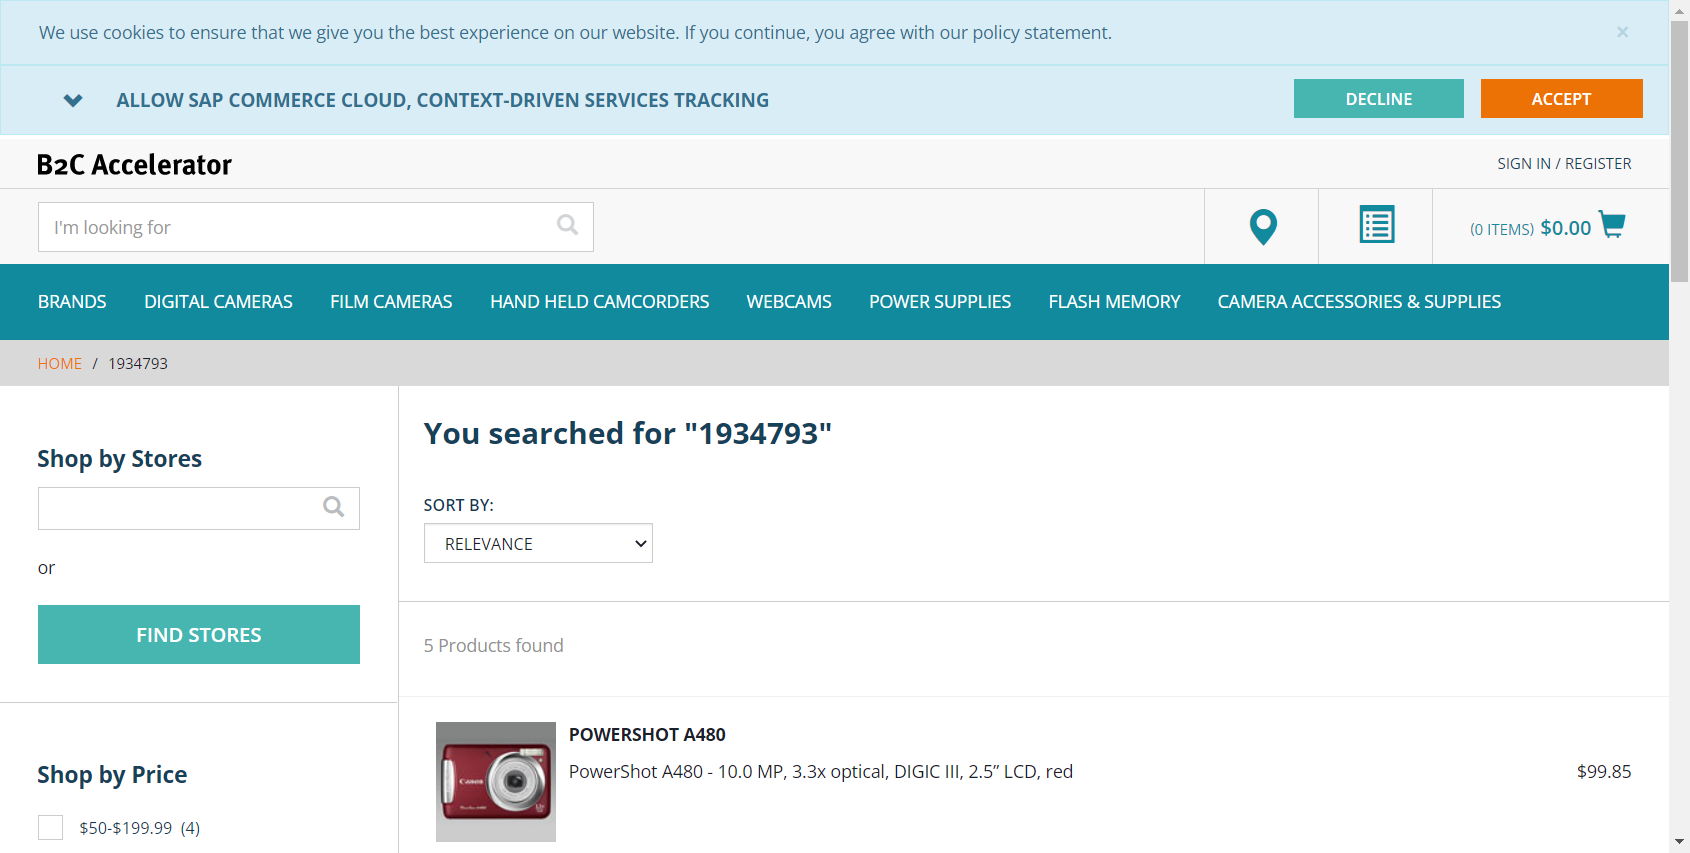 We use cookies to ensure that we give you the best experience on our website. If you continue, you agree with our policy statement.
×
ALLOW SAP COMMERCE CLOUD, CONTEXT-DRIVEN SERVICES TRACKING
DECLINE
ACCEPT
B2C Accelerator
SIGN IN / REGISTER
I'm looking for
(0 ITEMS) $0.00
BRANDS DIGITAL CAMERAS FILM CAMERAS HAND HELD CAMCORDERS WEBCAMS POWER SUPPLIES FLASH MEMORY CAMERA ACCESSORIES & SUPPLIES
HOME / 1934793
Shop by Stores
or
FIND STORES
Shop by Price
$50-$199.99 (4)
You searched for "1934793"
SORT BY:
RELEVANCE
5 Products found
Canon
POWERSHOT A480
PowerShot A480 - 10.0 MP, 3.3x optical, DIGIC III, 2.5” LCD, red
$99.85